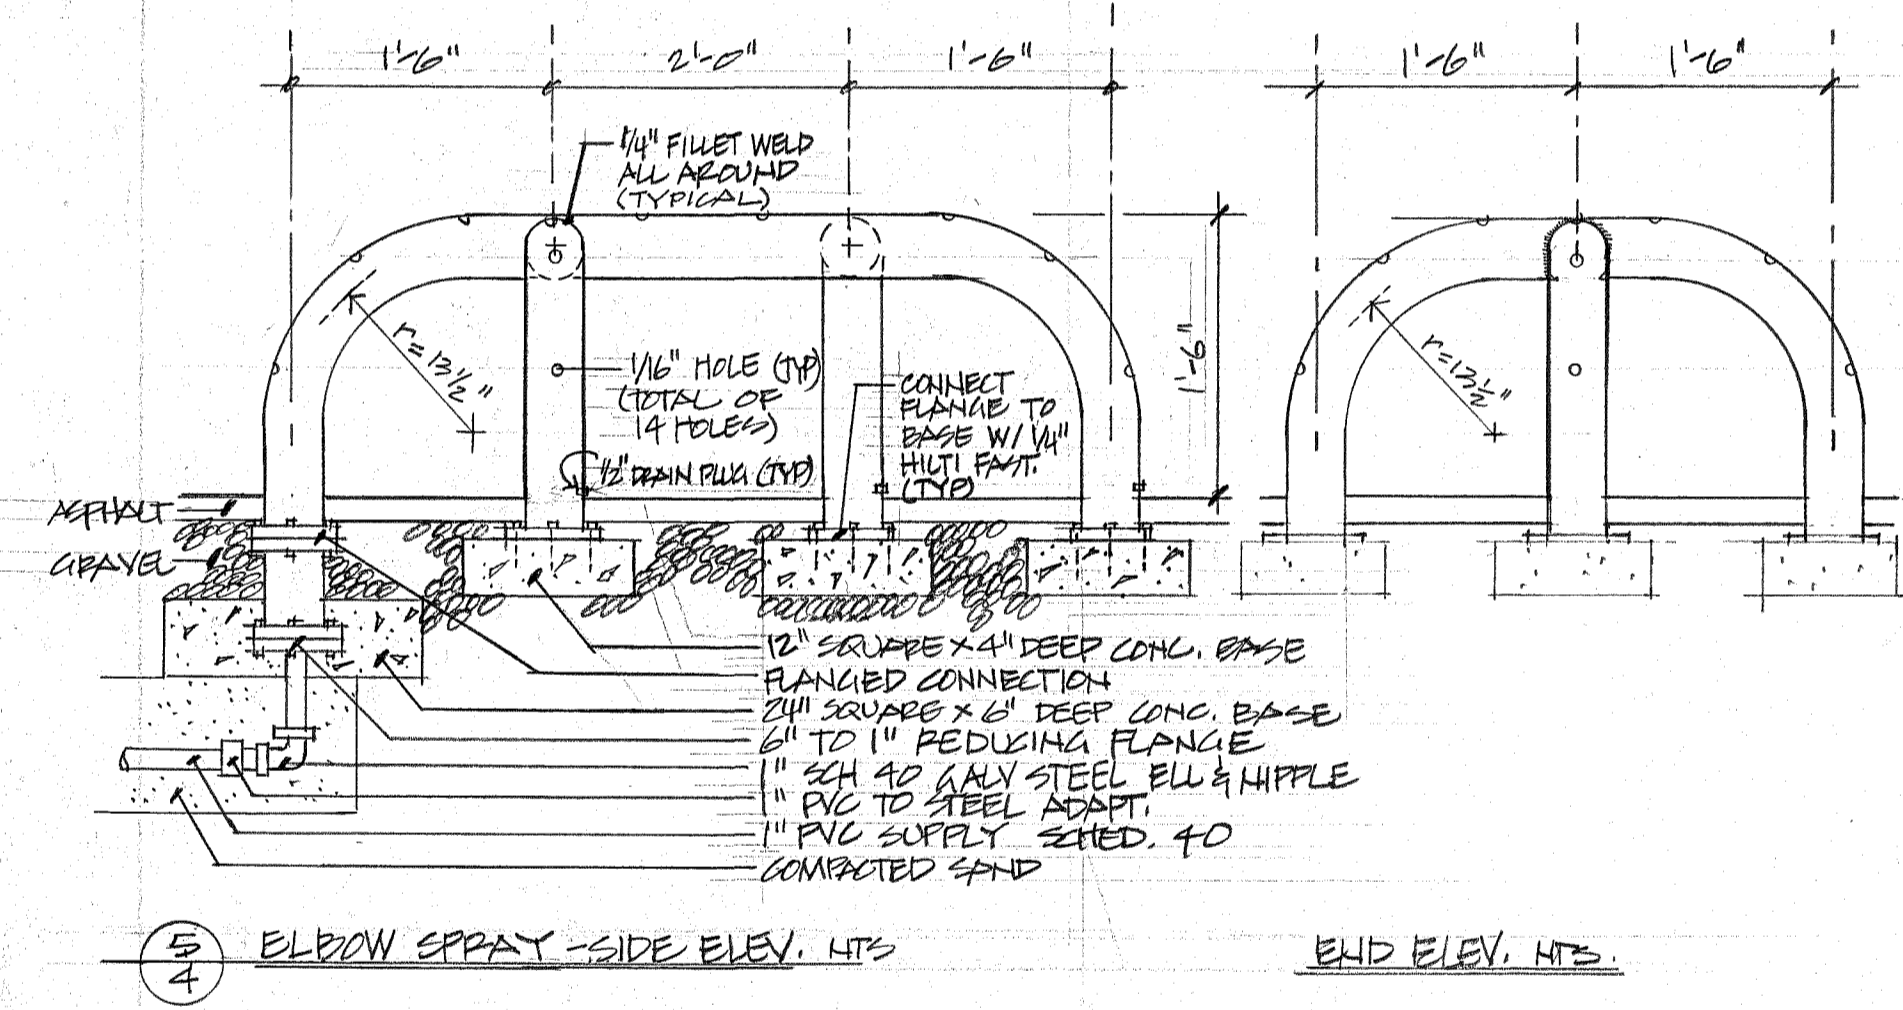 1'-6" 2'-0" 1'-6" 1'-6" 1'-6"
1/4" FILLET WELD
ALL AROUND
(TYPICAL)
r=13½"
1/16" HOLE (TYP)
(TOTAL OF
14 HOLES)
1/2" DRAIN PLUG (TYP)
CONNECT
FLANGE TO
BASE W/ 1/4"
HILTI FAST.
(TYP)
1'-6"
r=13½"
ASPHALT
GRAVEL
12" SQUARE X 4" DEEP CONC. BASE
FLANGED CONNECTION
24" SQUARE X 6" DEEP CONC. BASE
6" TO 1" REDUCING FLANGE
1" SCH 40 GALV STEEL ELL & NIPPLE
1" PVC TO STEEL ADAPT.
1" PVC SUPPLY SCHED. 40
COMPACTED SAND
5
4
ELBOW SPRAY - SIDE ELEV. NTS
END ELEV. NTS.